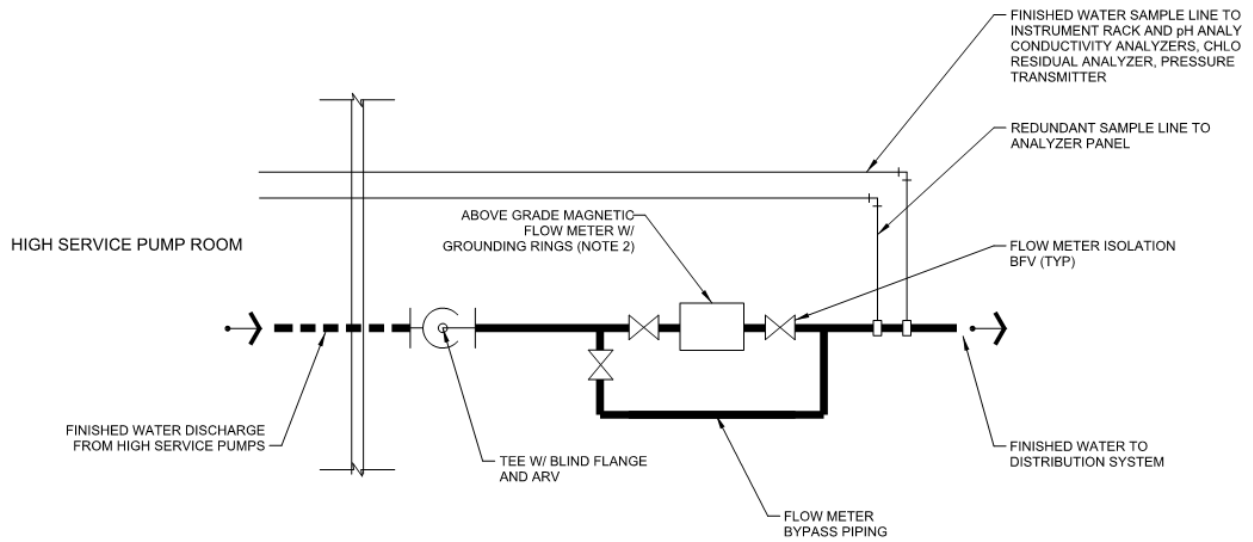 FINISHED WATER SAMPLE LINE TO
INSTRUMENT RACK AND pH ANALY
CONDUCTIVITY ANALYZERS, CHLO
RESIDUAL ANALYZER, PRESSURE
TRANSMITTER
REDUNDANT SAMPLE LINE TO
ANALYZER PANEL
ABOVE GRADE MAGNETIC
FLOW METER W/
GROUNDING RINGS (NOTE 2)
HIGH SERVICE PUMP ROOM
FLOW METER ISOLATION
BFV (TYP)
FINISHED WATER DISCHARGE
FROM HIGH SERVICE PUMPS
TEE W/ BLIND FLANGE
AND ARV
FINISHED WATER TO
DISTRIBUTION SYSTEM
FLOW METER
BYPASS PIPING